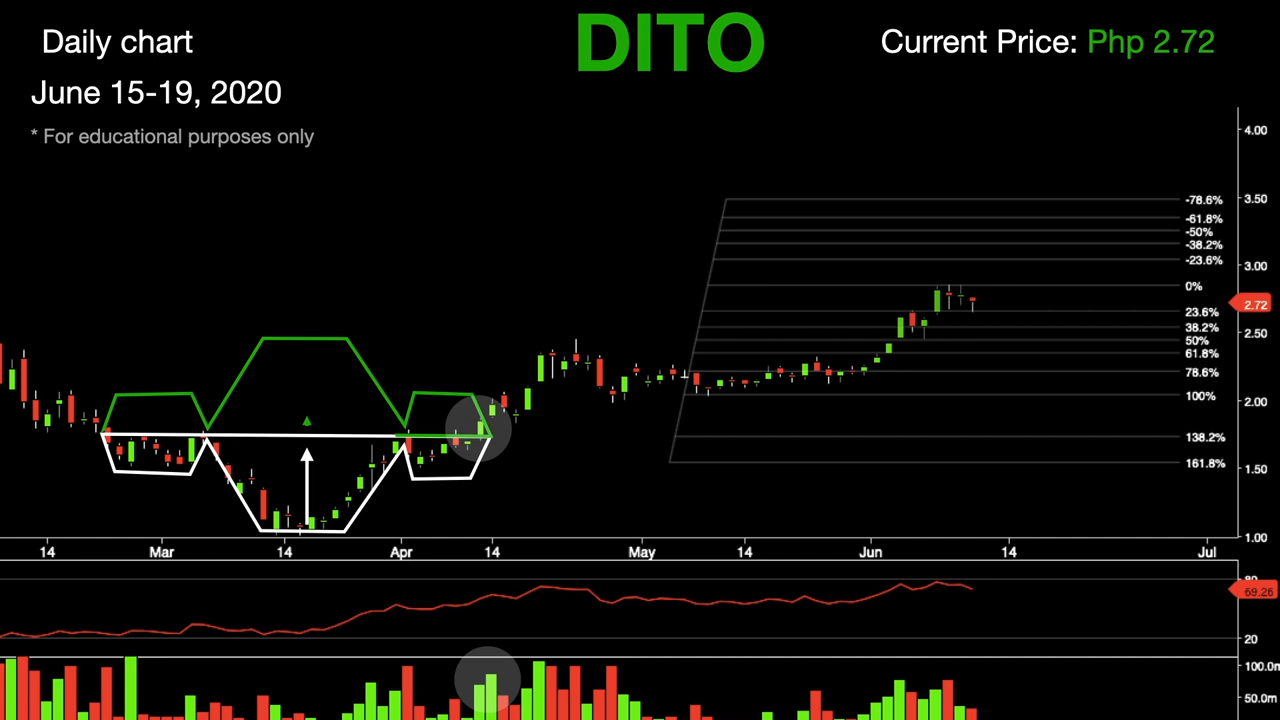 Daily chart
DITO
Current Price: Php 2.72
June 15-19, 2020
* For educational purposes only
4.00
-78.6%
3.50
-61.8%
-50%
-38.2%
-23.6%
3.00
0%
2.72
23.6%
38.2%
2.50
50%
61.8%
78.6%
100%
2.00
138.2%
161.8%
1.50
1.00
14
Mar
14
Apr
14
May
14
Jun
14
Jul
80
69.26
20
100.0m
50.0m